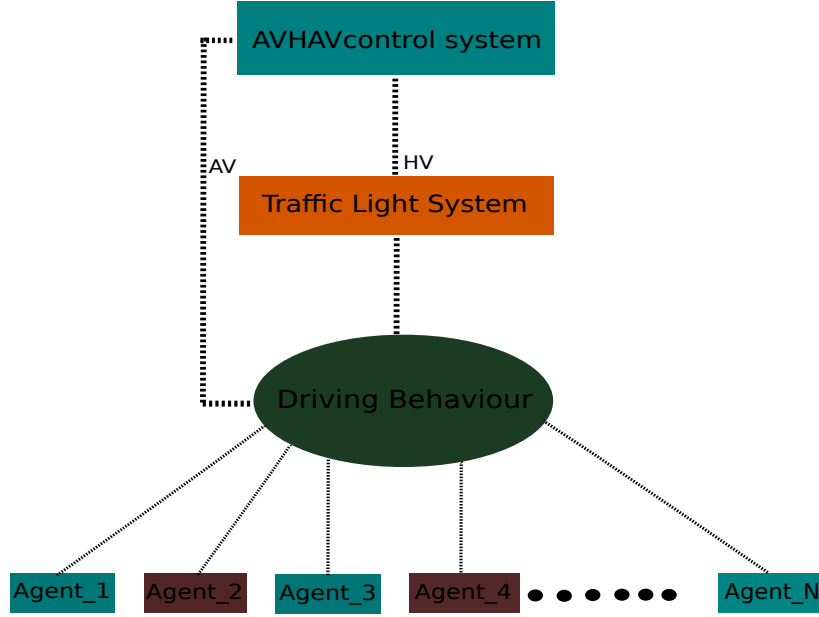 AVHAVcontrol system
AV
HV
Traffic Light System
Driving Behaviour
Agent_1
Agent_2
Agent_3
Agent_4
Agent_N